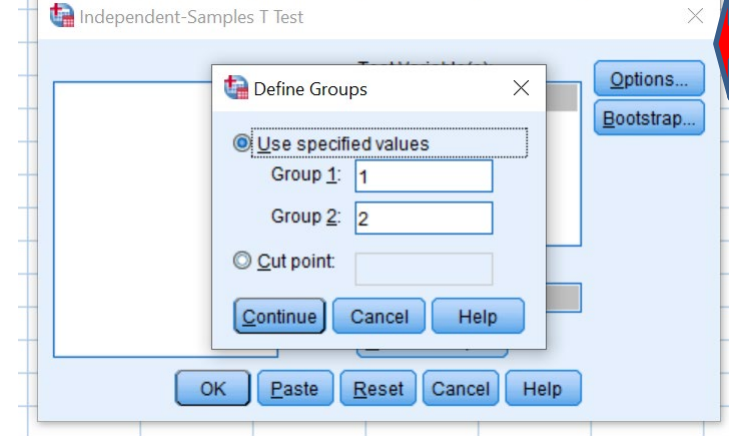 Independent-Samples T Test
Define Groups
Options...
Bootstrap...
Use specified values
Group 1: 1
Group 2: 2
Cut point:
Continue Cancel Help
OK Paste Reset Cancel Help